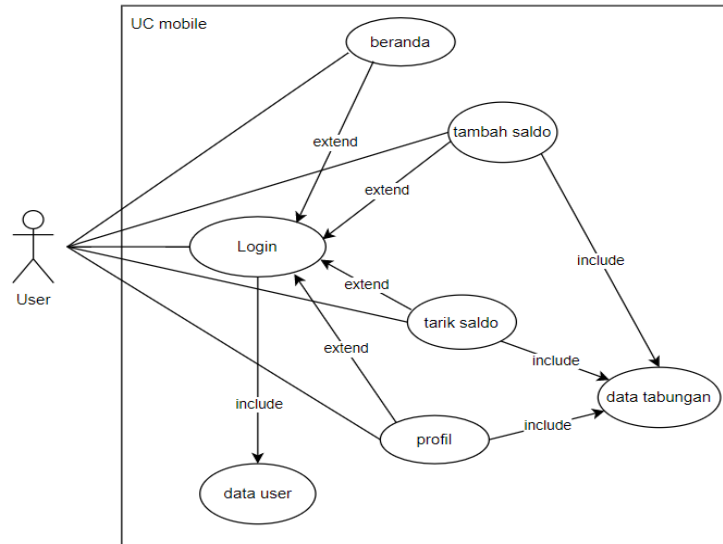 UC mobile
beranda
extend
tambah saldo
extend
Login
include
extend
User
tarik saldo
extend
include
data tabungan
include
profil
include
data user